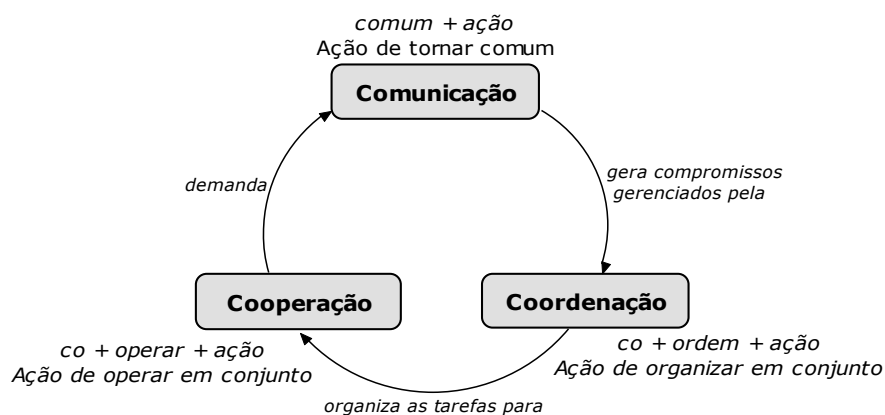 comum + ação
Ação de tornar comum
Comunicação
demanda
gera compromissos
gerenciados pela
Cooperação
Coordenação
co + operar + ação
Ação de operar em conjunto
co + ordem + ação
Ação de organizar em conjunto
organiza as tarefas para